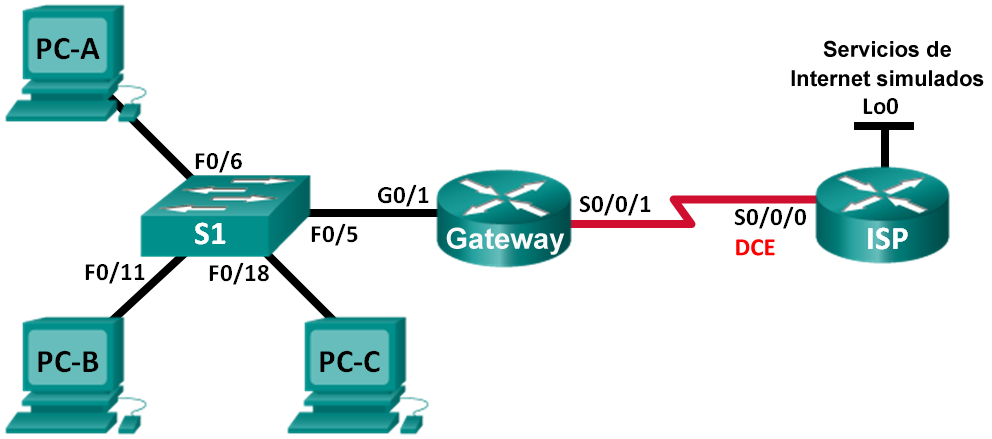 PC-A
Servicios de
Internet simulados
Lo0
F0/6
G0/1
S0/0/1
S0/0/0
DCE
S1
F0/5
Gateway
ISP
F0/11
F0/18
PC-B
PC-C